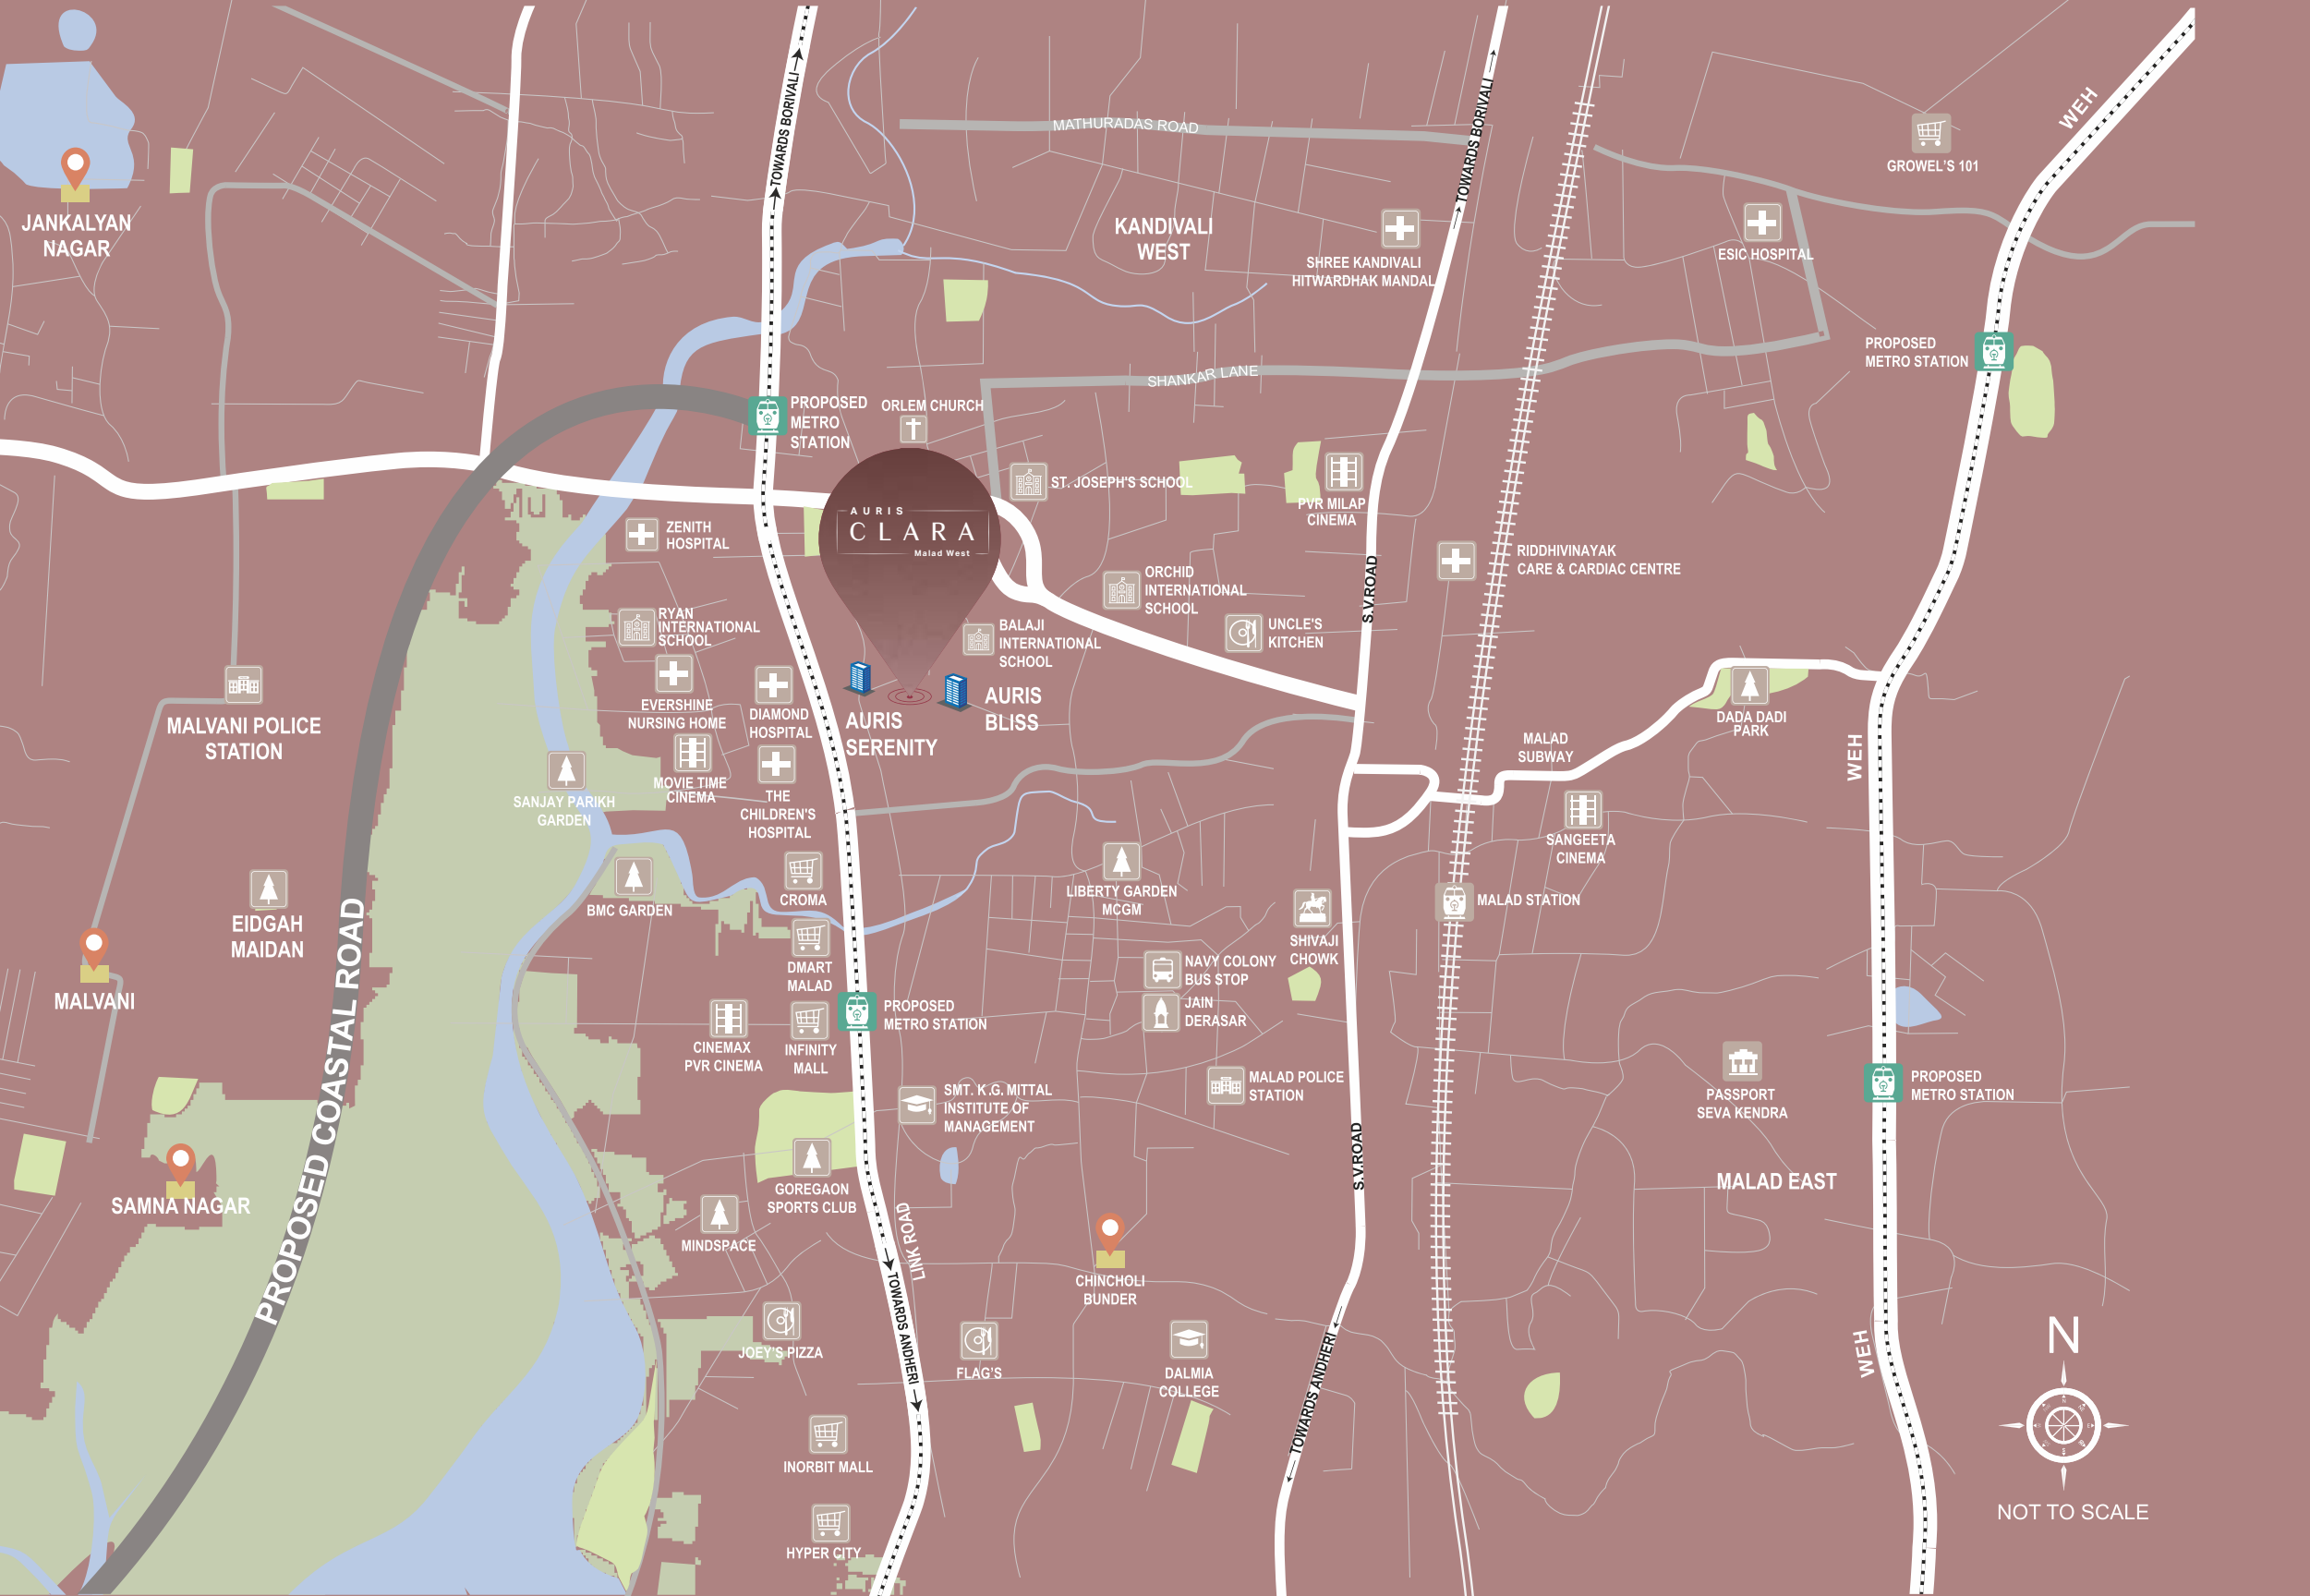 TOWARDS BORIVALI
TOWARDS BORIVALI
WEH
MATHURADAS ROAD
GROWEL'S 101
JANKALYAN
NAGAR
KANDIVALI
WEST
SHREE KANDIVALI
HITWARDHAK MANDAL
ESIC HOSPITAL
PROPOSED
METRO STATION
SHANKAR LANE
PROPOSED
METRO
STATION
ORLEM CHURCH
ST. JOSEPH'S SCHOOL
PVR MILAP
CINEMA
AURIS
CLARA
Malad West
ZENITH
HOSPITAL
RIDDHIVINAYAK
CARE & CARDIAC CENTRE
S.V.ROAD
ORCHID
INTERNATIONAL
SCHOOL
RYAN
INTERNATIONAL
SCHOOL
BALAJI
INTERNATIONAL
SCHOOL
UNCLE'S
KITCHEN
EVERSHINE
NURSING HOME
DIAMOND
HOSPITAL
AURIS
SERENITY
AURIS
BLISS
MALVANI POLICE
STATION
DADA DADI
PARK
MALAD
SUBWAY
WEH
MOVIE TIME
CINEMA
SANJAY PARIKH
GARDEN
THE
CHILDREN'S
HOSPITAL
SANGEETA
CINEMA
CROMA
BMC GARDEN
LIBERTY GARDEN
MCGM
MALAD STATION
EIDGAH
MAIDAN
SHIVAJI
CHOWK
DMART
MALAD
NAVY COLONY
BUS STOP
MALVANI
JAIN
DERASAR
PROPOSED
METRO STATION
CINEMAX
PVR CINEMA
INFINITY
MALL
PROPOSED COASTAL ROAD
SMT. K.G. MITTAL
INSTITUTE OF
MANAGEMENT
MALAD POLICE
STATION
PASSPORT
SEVA KENDRA
PROPOSED
METRO STATION
S.V.ROAD
MALAD EAST
GOREGAON
SPORTS CLUB
SAMNA NAGAR
MINDSPACE
LINK ROAD
CHINCHOLI
BUNDER
TOWARDS ANDHERI
TOWARDS ANDHERI
JOEY'S PIZZA
FLAG'S
DALMIA
COLLEGE
WEH
N
INORBIT MALL
NOT TO SCALE
HYPER CITY